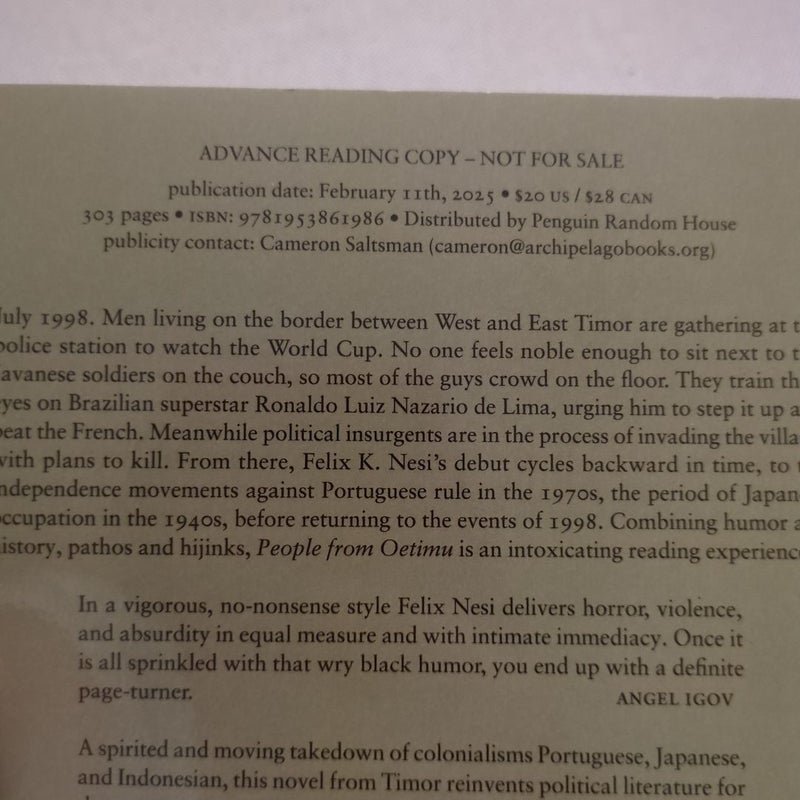 ADVANCE READING COPY – NOT FOR SALE
publication date: February 11th, 2025 • $20 US / $28 CAN
303 pages • ISBN: 9781953861986 • Distributed by Penguin Random House
publicity contact: Cameron Saltsman (cameron@archipelagobooks.org)
July 1998. Men living on the border between West and East Timor are gathering at
police station to watch the World Cup. No one feels noble enough to sit next to
avanese soldiers on the couch, so most of the guys crowd on the floor. They train
eyes on Brazilian superstar Ronaldo Luiz Nazario de Lima, urging him to step it up
beat the French. Meanwhile political insurgents are in the process of invading the
with plans to kill. From there, Felix K. Nesi's debut cycles backward in time, to
ndependence movements against Portuguese rule in the 1970s, the period of
occupation in the 1940s, before returning to the events of 1998. Combining humor
istory, pathos and hijinks, People from Oetimu is an intoxicating reading experience
In a vigorous, no-nonsense style Felix Nesi delivers horror, violence,
and absurdity in equal measure and with intimate immediacy. Once it
is all sprinkled with that wry black humor, you end up with a definite
page-turner.
ANGEL IGOV
A spirited and moving takedown of colonialisms Portuguese, Japanese,
and Indonesian, this novel from Timor reinvents political literature for